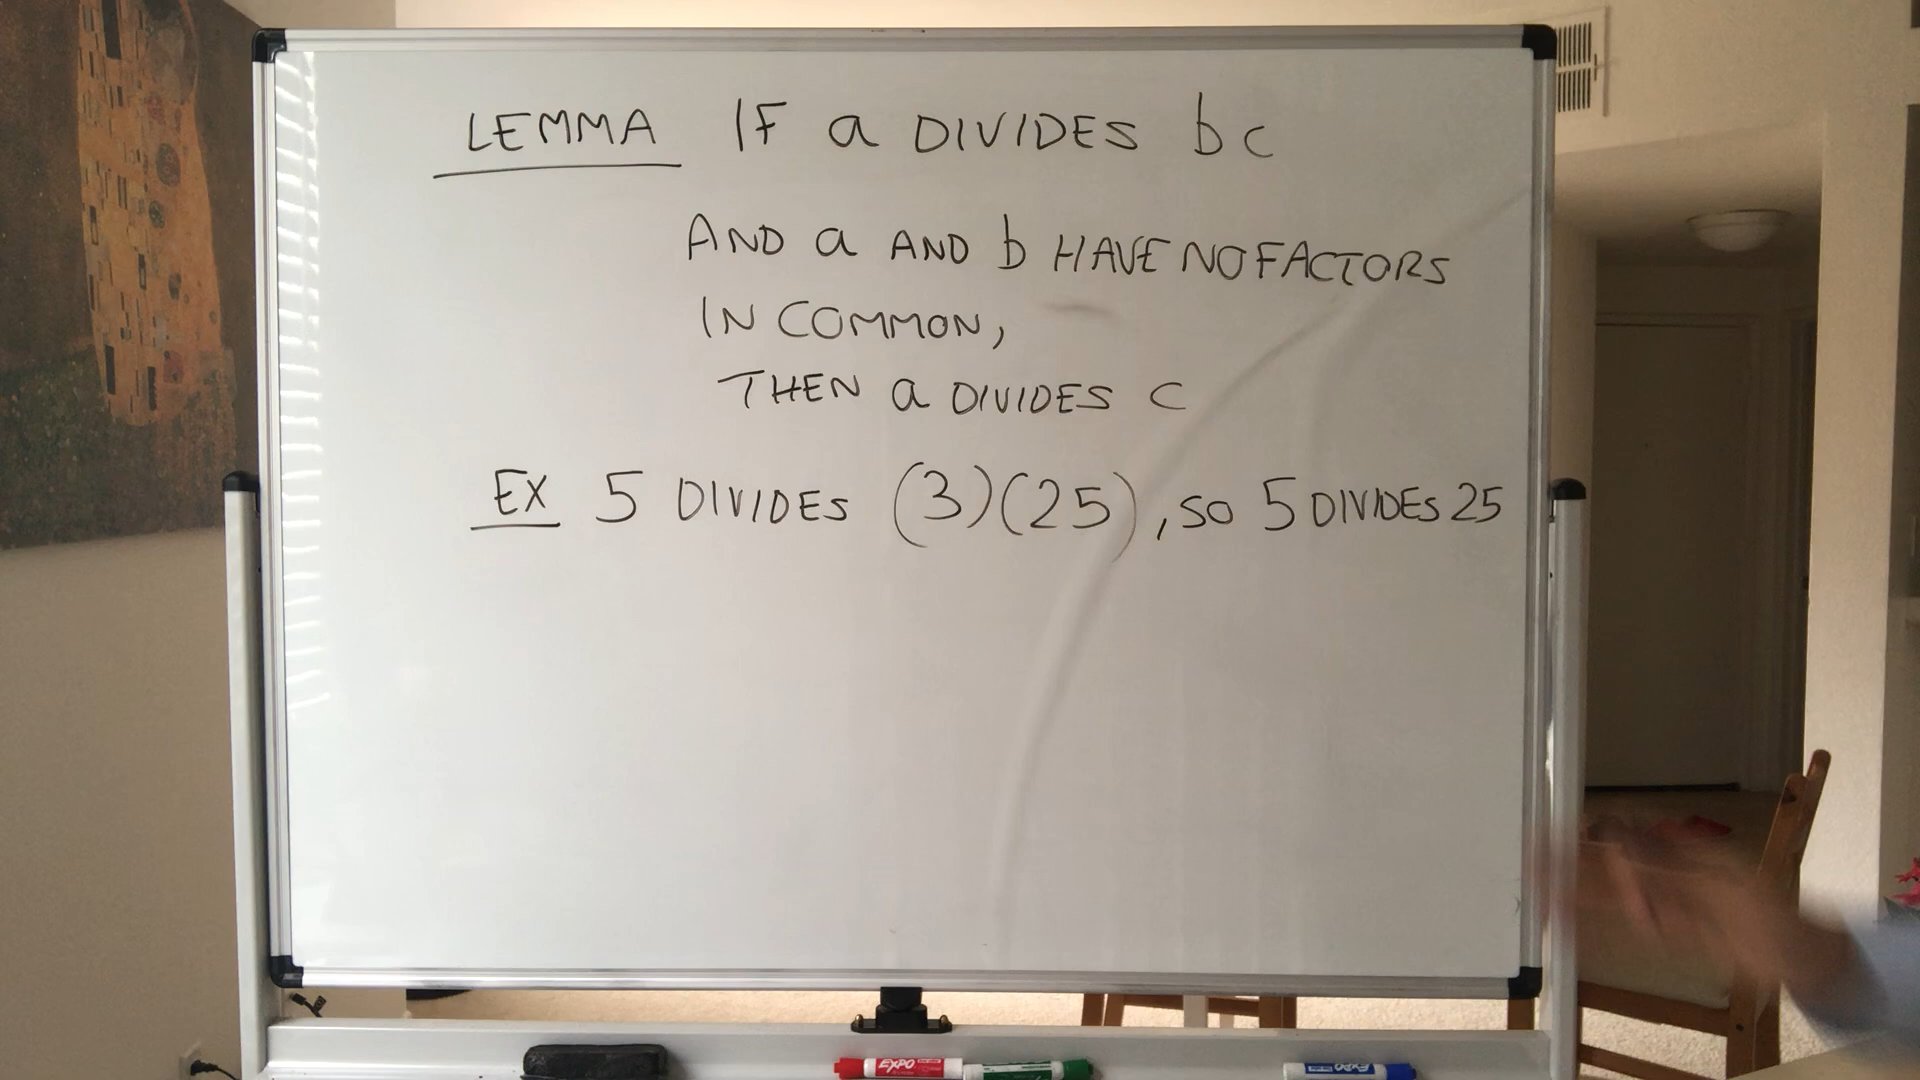 LEMMA IF a DIVIDES bc
AND a AND b HAVE NO FACTORS
IN COMMON,
THEN a DIVIDES c
EX 5 DIVIDES (3)(25), SO 5 DIVIDES 25
EXPO
EXPO